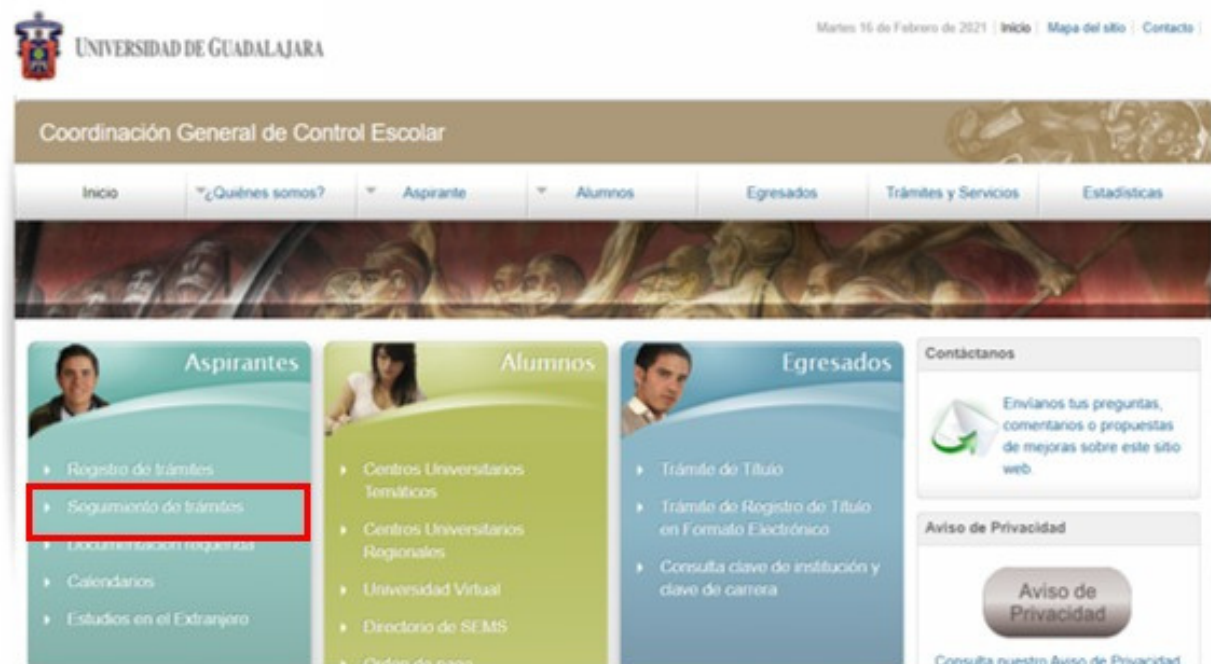 UNIVERSIDAD DE GUADALAJARA
Martes 16 de Febrero de 2021 | Inicio | Mapa del sitio | Contacto |
Coordinación General de Control Escolar
Inicio
¿Quiénes somos?
Aspirante
Alumnos
Egresados
Trámites y Servicios
Estadísticas
Aspirantes
Registro de trámites
Seguimiento de trámites
Documentación requerida
Calendarios
Estudios en el Extranjero
Alumnos
Centros Universitarios
Temáticos
Centros Universitarios
Regionales
Universidad Virtual
Directorio de SEMS
Orden de pago
Egresados
Trámite de Título
Trámite de Registro de Título
en Formato Electrónico
Consulta clave de institución y
clave de carrera
Contáctanos
Envíanos tus preguntas,
comentarios o propuestas
de mejoras sobre este sitio
web
Aviso de Privacidad
Aviso de
Privacidad
Consulta nuestro Aviso de Privacidad